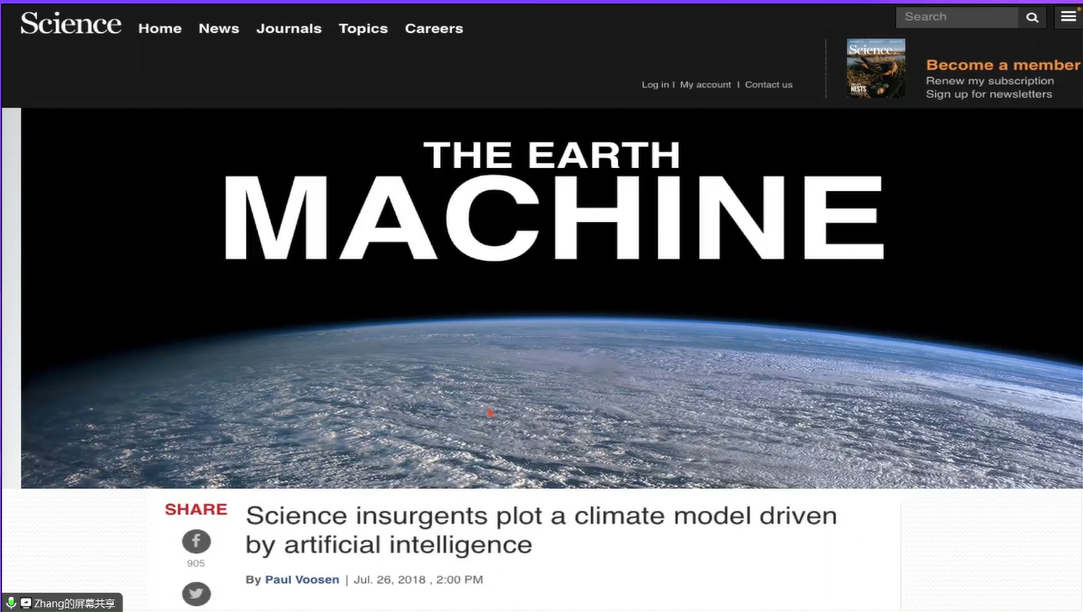 Science
Home News Journals Topics Careers
Search
Log in | My account | Contact us
Science
NESTS
Become a member
Renew my subscription
Sign up for newsletters
THE EARTH
MACHINE
SHARE
905
Science insurgents plot a climate model driven
by artificial intelligence
By Paul Voosen | Jul. 26, 2018 , 2:00 PM
Zhang的屏幕共享